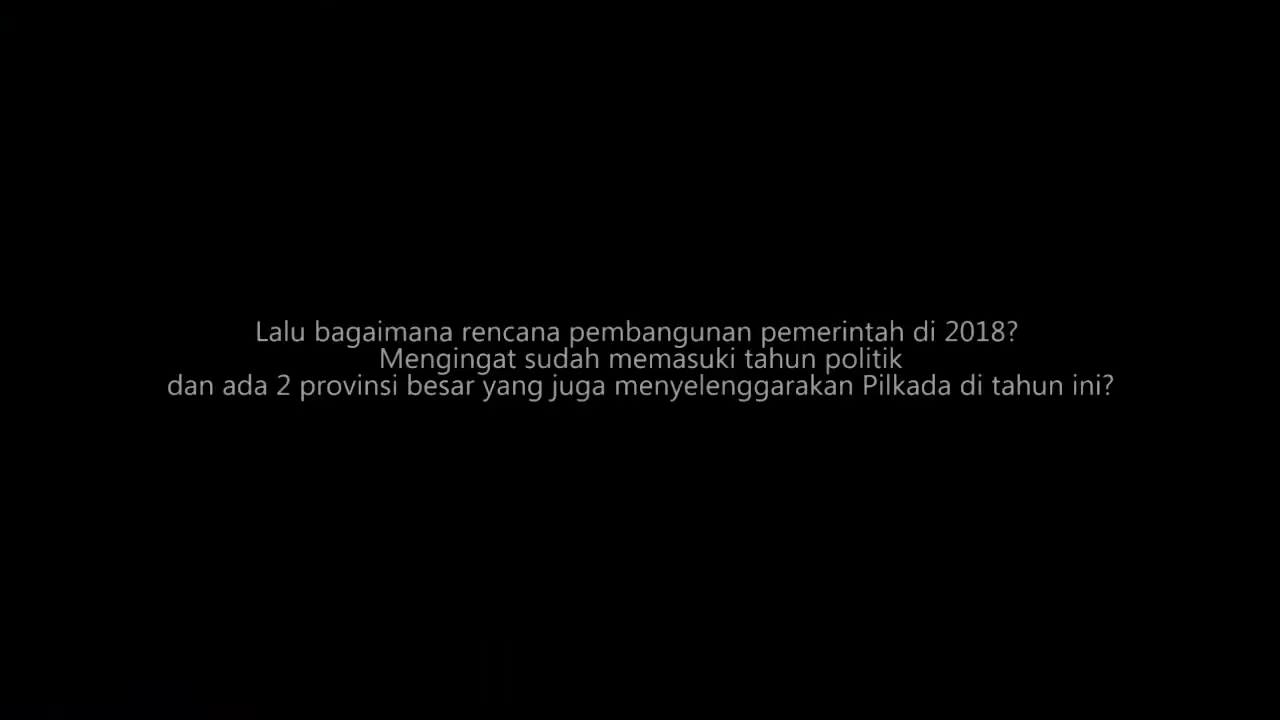 Lalu bagaimana rencana pembangunan pemerintah di 2018?
Mengingat sudah memasuki tahun politik
dan ada 2 provinsi besar yang juga menyelenggarakan Pilkada di tahun ini?